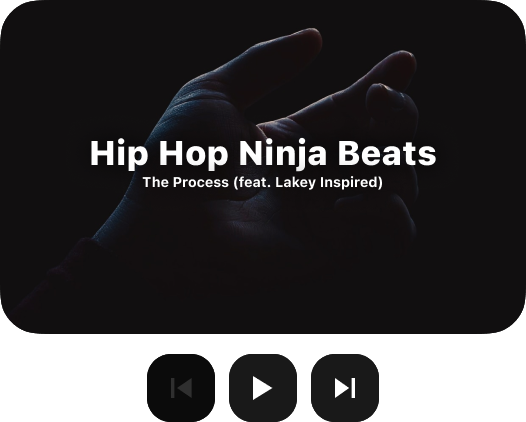 Hip Hop Ninja Beats
The Process (feat. Lakey Inspired)